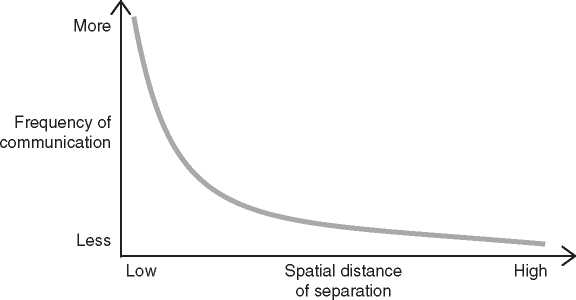 More
Frequency of
communication
Less
Low
Spatial distance
of separation
High